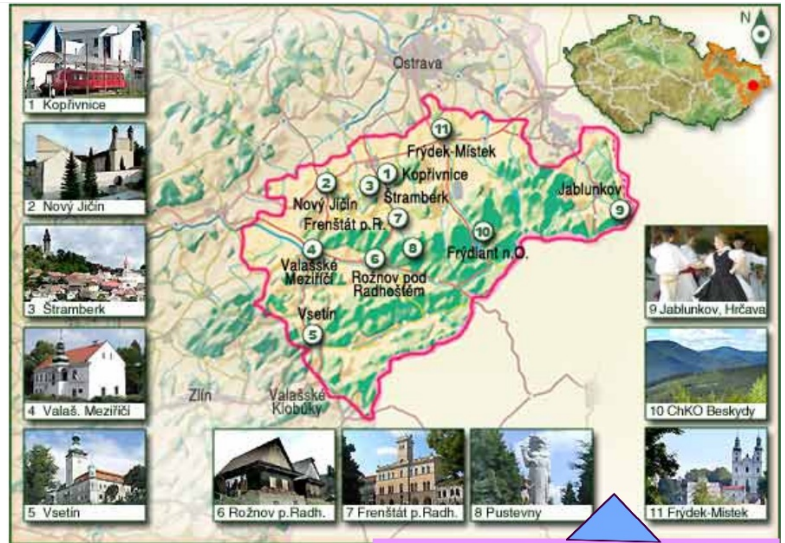 N
Ostrava
11
Frýdek-Místek
1
Kopřivnice
2
3
Štramberk
Jablunkov
Nový Jičín
Frenštát p.R.
7
9
10
4
8
Frýdlant n.O.
Valašské
Meziříčí
6
Rožnov pod
Radhoštěm
Vsetín
5
Zlín
Valašské
Klobúky
1 Kopřivnice
2 Nový Jičín
3 Štramberk
4 Valaš. Meziříčí
5 Vsetín
6 Rožnov p.Radh.
7 Frenštát p.Radh.
8 Pustevny
9 Jablunkov, Hrčava
10 ChKO Beskydy
11 Frýdek-Místek